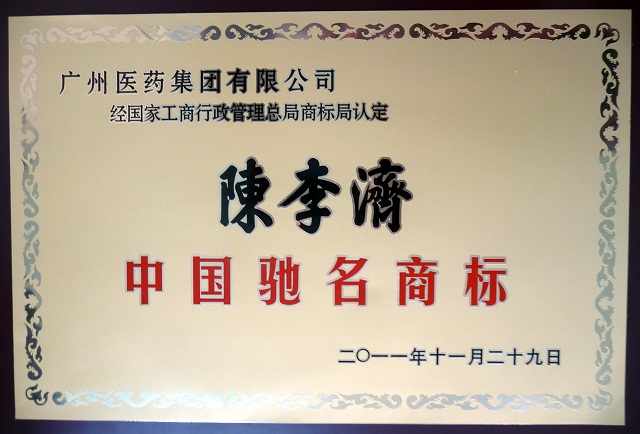 广州医药集团有限公司
经国家工商行政管理总局商标局认定
陳李濟
中国驰名商标
二〇一一年十一月二十九日